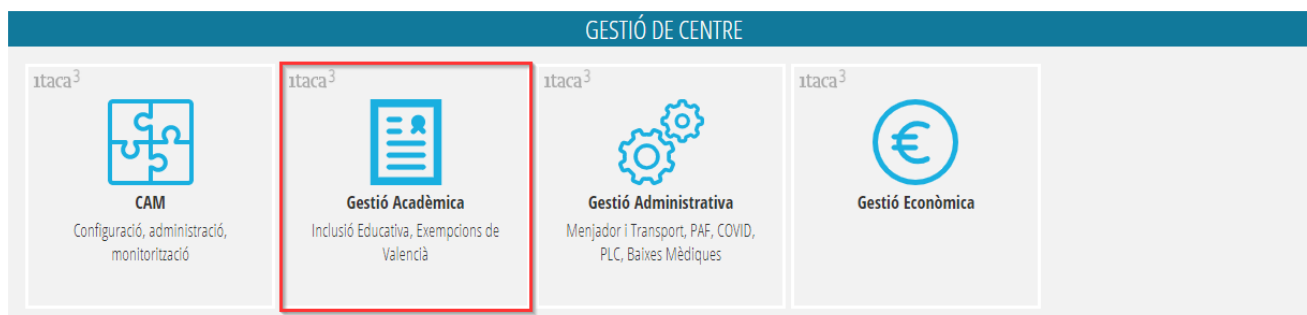 GESTIÓ DE CENTRE
ıtaca3
CAM
Configuració, administració,
monitorització
ıtaca3
Gestió Acadèmica
Inclusió Educativa, Exempcions de
Valencià
ıtaca3
Gestió Administrativa
Menjador i Transport, PAF, COVID,
PLC, Baixes Mèdiques
ıtaca3
€
Gestió Econòmica